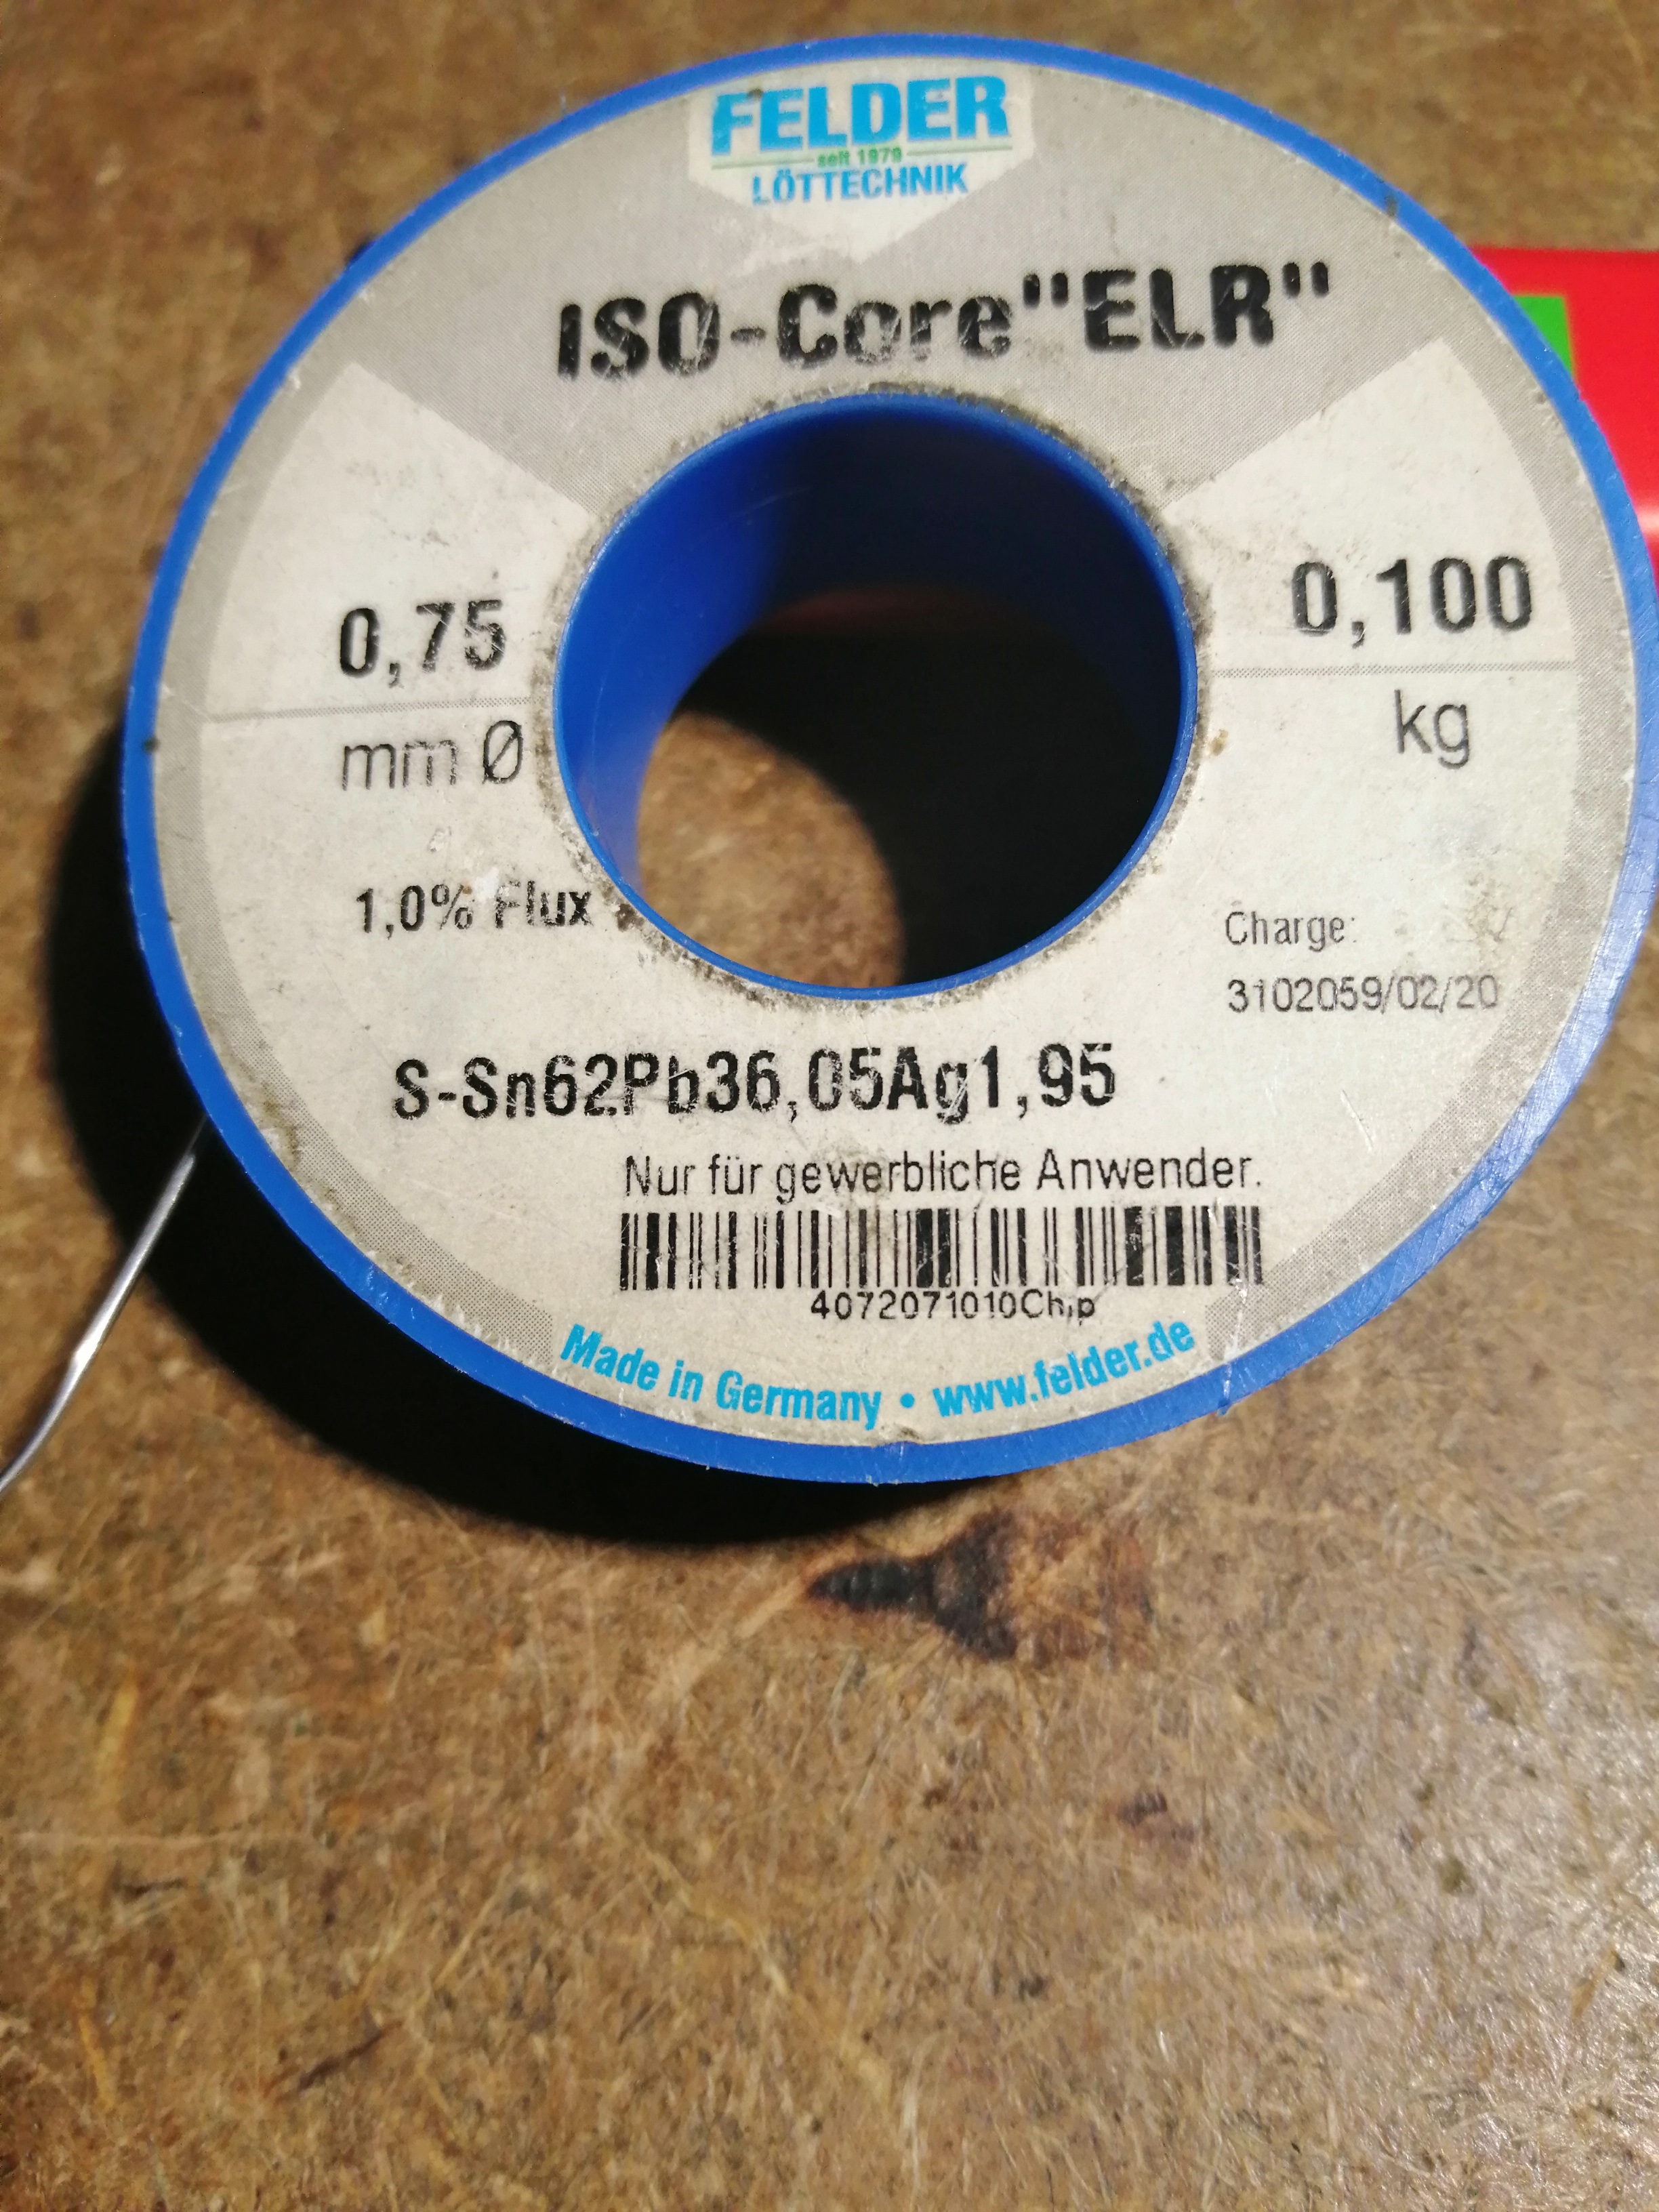 FELDER
seit 1979
LÖTTECHNIK
ISO-Core"ELR"
0,75
mm Ø
0,100
kg
1,0% Flux
Charge:
3102059/02/20
S-Sn62Pb36,05Ag1,95
Nur für gewerbliche Anwender.
4072071010Chip
Made in Germany • www.felder.de